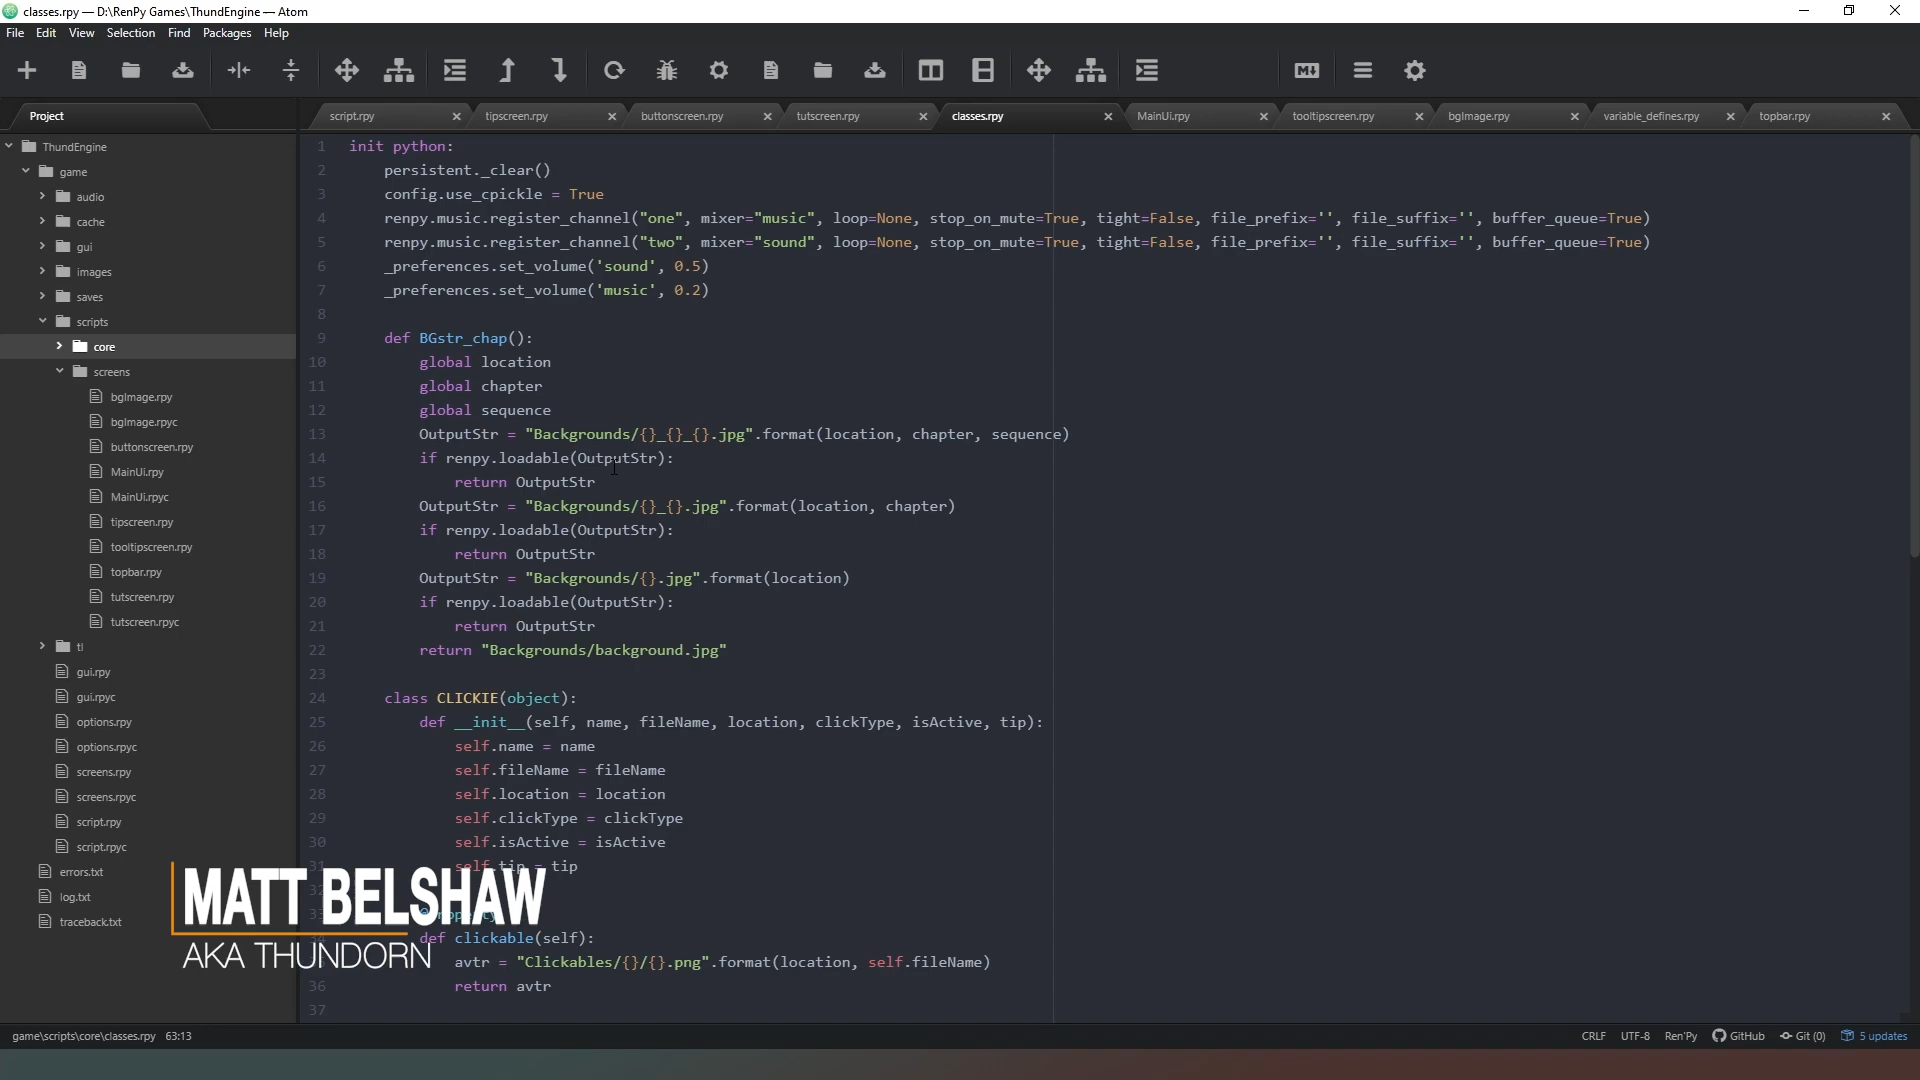 classes.rpy — D:\RenPy Games\ThundEngine — Atom
File Edit View Selection Find Packages Help
Project
script.rpy
tipscreen.rpy
buttonscreen.rpy
tutscreen.rpy
classes.rpy
MainUi.rpy
tooltipscreen.rpy
bgImage.rpy
variable_defines.rpy
topbar.rpy
ThundEngine
game
audio
cache
gui
images
saves
scripts
core
screens
bgImage.rpy
bgImage.rpyc
buttonscreen.rpy
MainUi.rpy
MainUi.rpyc
tipscreen.rpy
tooltipscreen.rpy
topbar.rpy
tutscreen.rpy
tutscreen.rpyc
tl
gui.rpy
gui.rpyc
options.rpy
options.rpyc
screens.rpy
screens.rpyc
script.rpy
script.rpyc
errors.txt
log.txt
traceback.txt
1 init python:
2 persistent._clear()
3 config.use_cpickle = True
4 renpy.music.register_channel("one", mixer="music", loop=None, stop_on_mute=True, tight=False, file_prefix='', file_suffix='', buffer_queue=True)
5 renpy.music.register_channel("two", mixer="sound", loop=None, stop_on_mute=True, tight=False, file_prefix='', file_suffix='', buffer_queue=True)
6 _preferences.set_volume('sound', 0.5)
7 _preferences.set_volume('music', 0.2)
8
9 def BGstr_chap():
10 global location
11 global chapter
12 global sequence
13 OutputStr = "Backgrounds/{}_{}_{}.jpg".format(location, chapter, sequence)
14 if renpy.loadable(OutputStr):
15 return OutputStr
16 OutputStr = "Backgrounds/{}_{}.jpg".format(location, chapter)
17 if renpy.loadable(OutputStr):
18 return OutputStr
19 OutputStr = "Backgrounds/{}.jpg".format(location)
20 if renpy.loadable(OutputStr):
21 return OutputStr
22 return "Backgrounds/background.jpg"
23
24 class CLICKIE(object):
25 def __init__(self, name, fileName, location, clickType, isActive, tip):
26 self.name = name
27 self.fileName = fileName
28 self.location = location
29 self.clickType = clickType
30 self.isActive = isActive
31 self.tip = tip
def clickable(self):
avtr = "Clickables/{}/{}.png".format(location, self.fileName)
36 return avtr
37
MATT BELSHAW
AKA THUNDORN
game\scripts\core\classes.rpy 63:13
CRLF UTF-8 Ren'Py GitHub Git (0) 5 updates